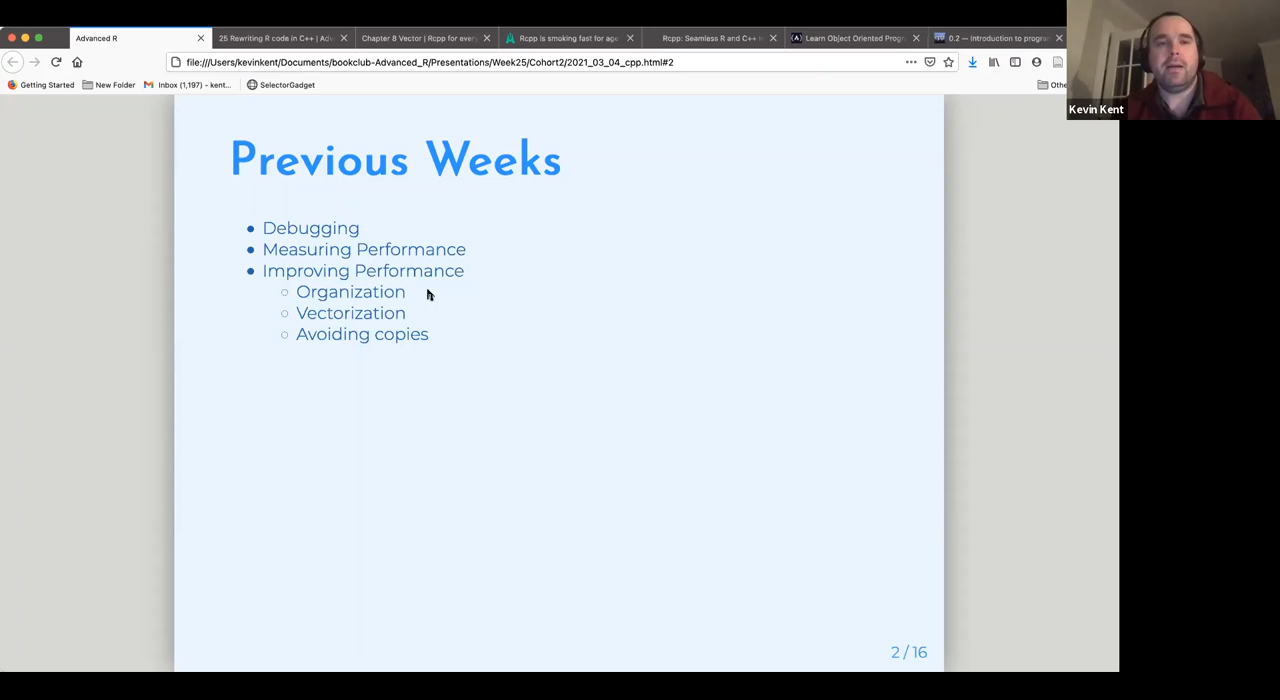 Advanced R
25 Rewriting R code in C++ | Adv
Chapter 8 Vector | Rcpp for every
Rcpp is smoking fast for age
Rcpp: Seamless R and C++
Learn Object Oriented Progr
0.2 — Introduction to program
file:///Users/kevinkent/Documents/bookclub-Advanced_R/Presentations/Week25/Cohort2/2021_03_04_cpp.html#2
Getting Started
New Folder
Inbox (1,197) - kent...
SelectorGadget
Othe
Kevin Kent
Previous Weeks
Debugging
Measuring Performance
Improving Performance
Organization
Vectorization
Avoiding copies
2 / 16